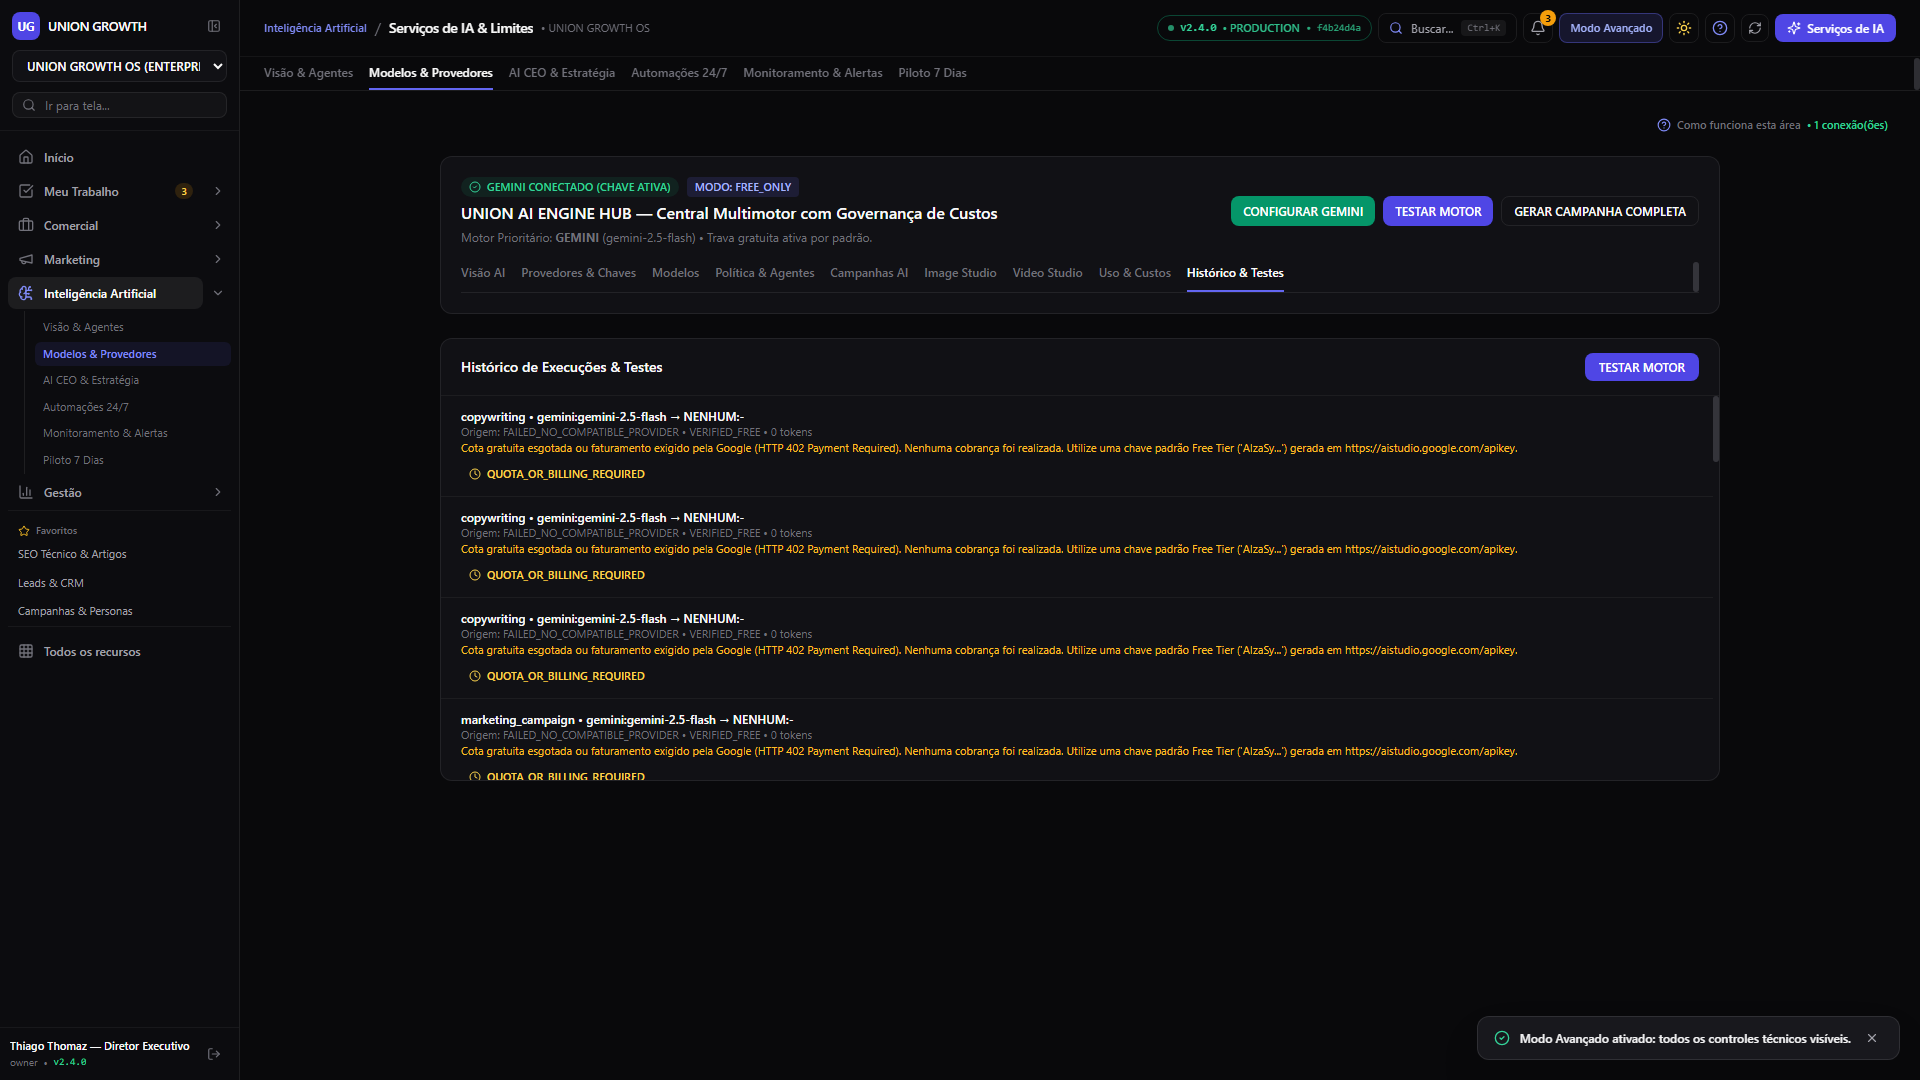 UG UNION GROWTH
UNION GROWTH OS (ENTERPRI
Ir para tela...
Início
Meu Trabalho 3
Comercial
Marketing
Inteligência Artificial
Visão & Agentes
Modelos & Provedores
AI CEO & Estratégia
Automações 24/7
Monitoramento & Alertas
Piloto 7 Dias
Gestão
Favoritos
SEO Técnico & Artigos
Leads & CRM
Campanhas & Personas
Todos os recursos
Thiago Thomaz — Diretor Executivo
owner • v2.4.0
Inteligência Artificial / Serviços de IA & Limites • UNION GROWTH OS
v2.4.0 • PRODUCTION • f4b24d4a
Buscar... Ctrl+K
3
Modo Avançado
Serviços de IA
Visão & Agentes Modelos & Provedores AI CEO & Estratégia Automações 24/7 Monitoramento & Alertas Piloto 7 Dias
Como funciona esta área • 1 conexão(ões)
GEMINI CONECTADO (CHAVE ATIVA) MODO: FREE_ONLY
UNION AI ENGINE HUB — Central Multimotor com Governança de Custos
Motor Prioritário: GEMINI (gemini-2.5-flash) • Trava gratuita ativa por padrão.
CONFIGURAR GEMINI TESTAR MOTOR GERAR CAMPANHA COMPLETA
Visão AI Provedores & Chaves Modelos Política & Agentes Campanhas AI Image Studio Video Studio Uso & Custos Histórico & Testes
Histórico de Execuções & Testes
TESTAR MOTOR
copywriting • gemini:gemini-2.5-flash → NENHUM:-
Origem: FAILED_NO_COMPATIBLE_PROVIDER • VERIFIED_FREE • 0 tokens
Cota gratuita esgotada ou faturamento exigido pela Google (HTTP 402 Payment Required). Nenhuma cobrança foi realizada. Utilize uma chave padrão Free Tier ('AIzaSy...') gerada em https://aistudio.google.com/apikey.
QUOTA_OR_BILLING_REQUIRED
copywriting • gemini:gemini-2.5-flash → NENHUM:-
Origem: FAILED_NO_COMPATIBLE_PROVIDER • VERIFIED_FREE • 0 tokens
Cota gratuita esgotada ou faturamento exigido pela Google (HTTP 402 Payment Required). Nenhuma cobrança foi realizada. Utilize uma chave padrão Free Tier ('AIzaSy...') gerada em https://aistudio.google.com/apikey.
QUOTA_OR_BILLING_REQUIRED
copywriting • gemini:gemini-2.5-flash → NENHUM:-
Origem: FAILED_NO_COMPATIBLE_PROVIDER • VERIFIED_FREE • 0 tokens
Cota gratuita esgotada ou faturamento exigido pela Google (HTTP 402 Payment Required). Nenhuma cobrança foi realizada. Utilize uma chave padrão Free Tier ('AIzaSy...') gerada em https://aistudio.google.com/apikey.
QUOTA_OR_BILLING_REQUIRED
marketing_campaign • gemini:gemini-2.5-flash → NENHUM:-
Origem: FAILED_NO_COMPATIBLE_PROVIDER • VERIFIED_FREE • 0 tokens
Cota gratuita esgotada ou faturamento exigido pela Google (HTTP 402 Payment Required). Nenhuma cobrança foi realizada. Utilize uma chave padrão Free Tier ('AIzaSy...') gerada em https://aistudio.google.com/apikey.
QUOTA_OR_BILLING_REQUIRED
Modo Avançado ativado: todos os controles técnicos visíveis.